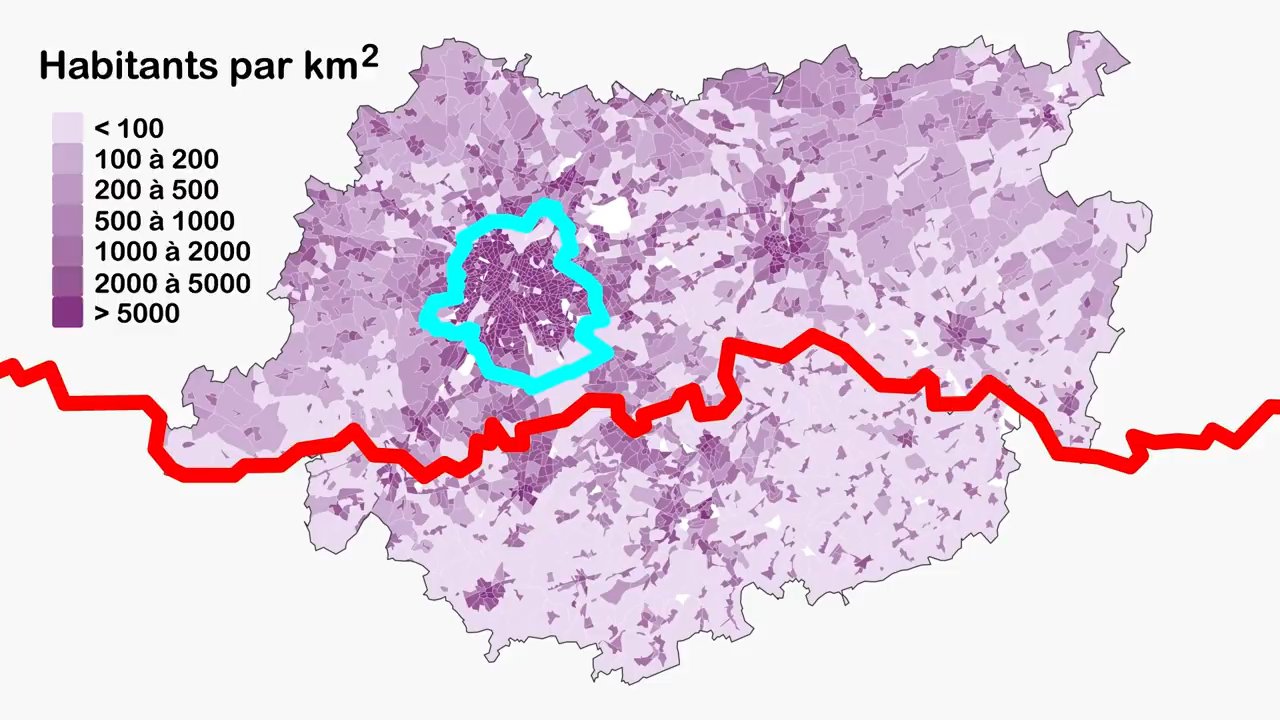 Habitants par km²
< 100
100 à 200
200 à 500
500 à 1000
1000 à 2000
2000 à 5000
> 5000